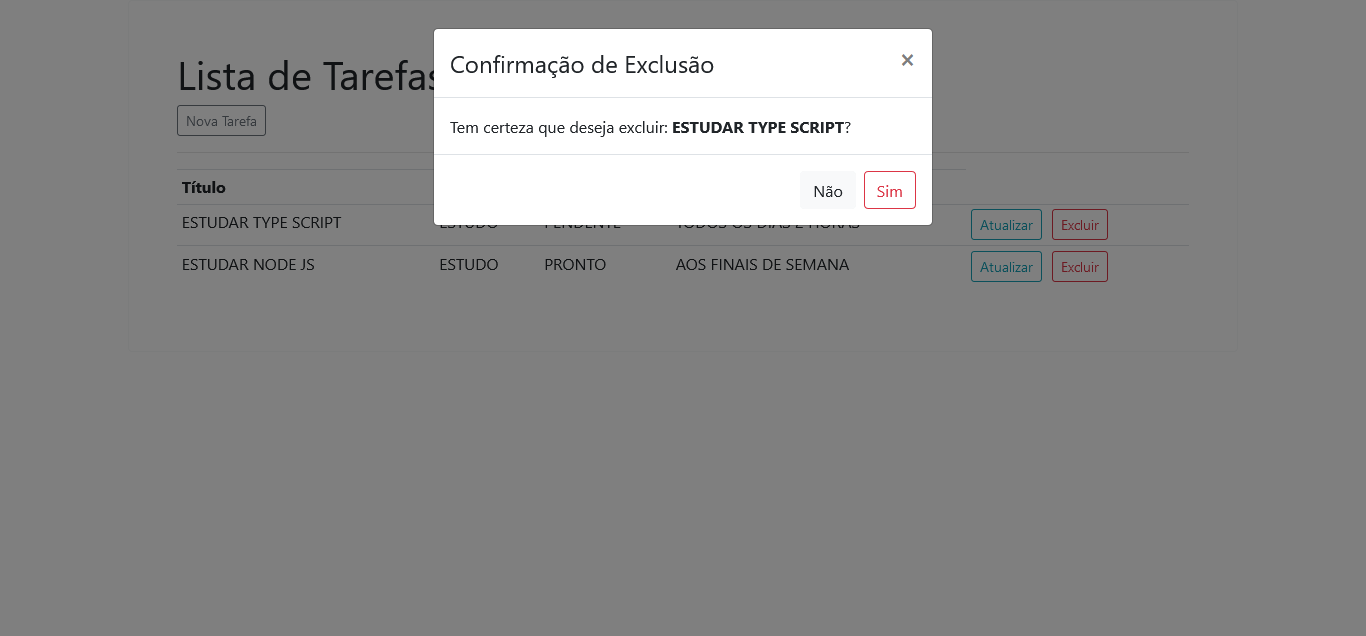 Confirmação de Exclusão ×
Tem certeza que deseja excluir: ESTUDAR TYPE SCRIPT?
Não Sim
Lista de Tarefas
Nova Tarefa
Título
ESTUDAR TYPE SCRIPT ESTUDO PENDENTE TODOS OS DIAS E HORAS Atualizar Excluir
ESTUDAR NODE JS ESTUDO PRONTO AOS FINAIS DE SEMANA Atualizar Excluir